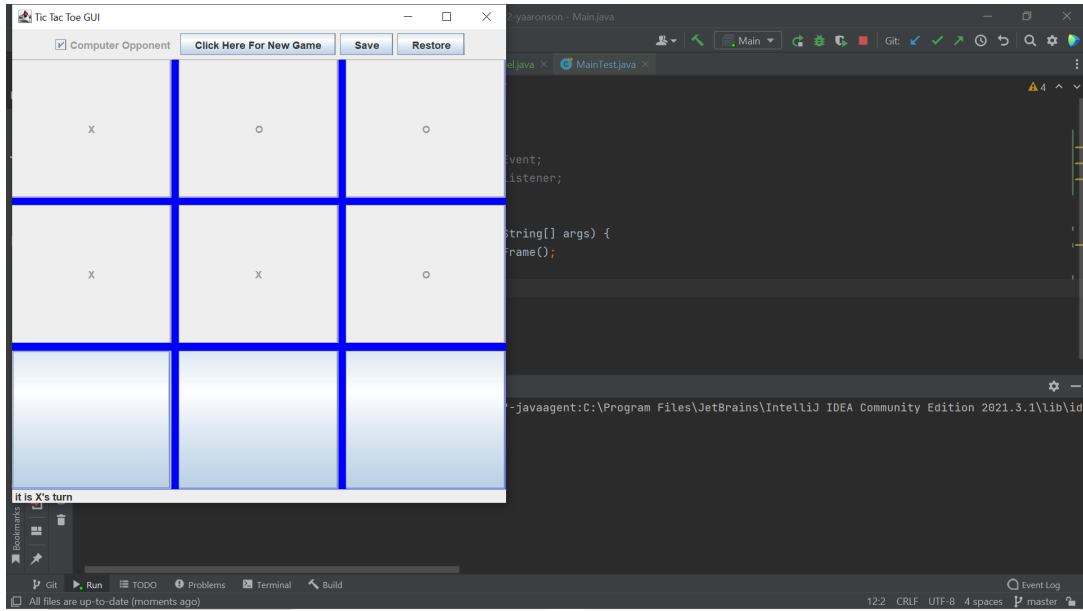 Tic Tac Toe GUI
2-yaaronson - Main.java
Computer Opponent Click Here For New Game Save Restore
Main Git:
el.java MainTest.java
4
X O O
Event;
Listener;
String[] args) {
Frame();
X X O
-javaagent:C:\Program Files\JetBrains\IntelliJ IDEA Community Edition 2021.3.1\lib\id
it is X's turn
Bookmarks
Git Run TODO Problems Terminal Build Event Log
All files are up-to-date (moments ago) 12:2 CRLF UTF-8 4 spaces master